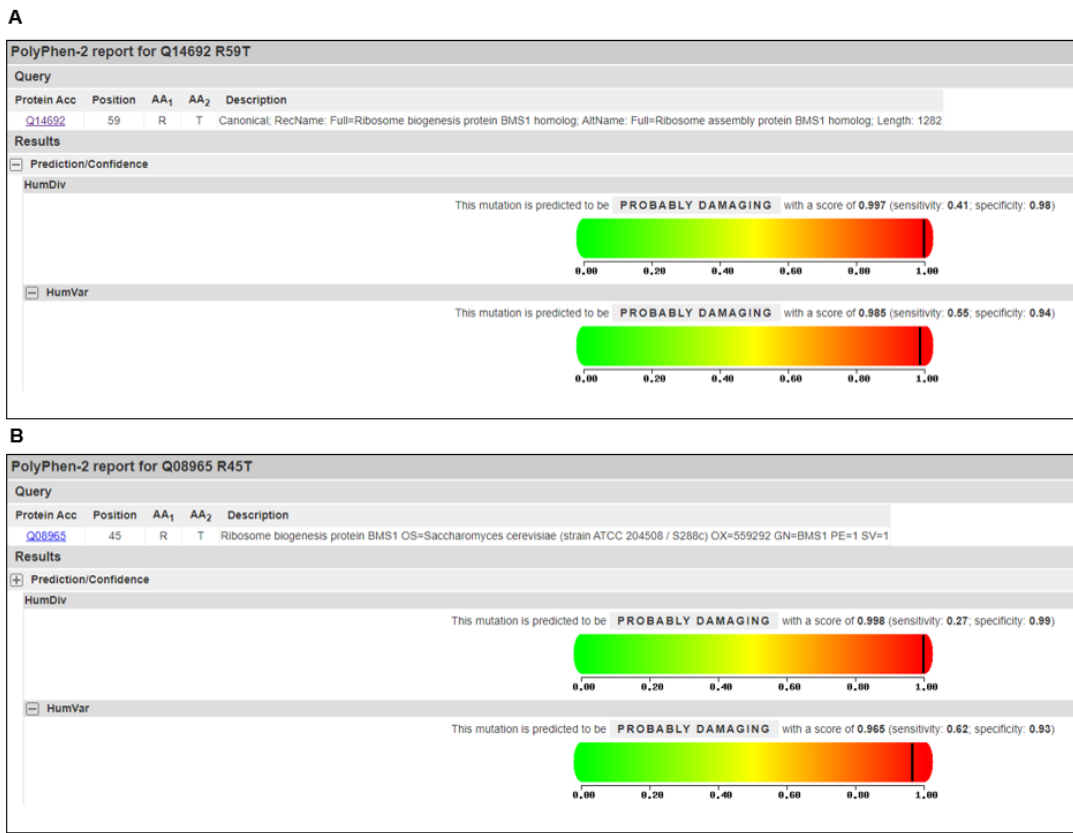 A
PolyPhen-2 report for Q14692 R59T
Query
Protein Acc Position AA1 AA2 Description
Q14692 59 R T Canonical; RecName: Full=Ribosome biogenesis protein BMS1 homolog; AltName: Full=Ribosome assembly protein BMS1 homolog; Length: 1282
Results
Prediction/Confidence
HumDiv
This mutation is predicted to be PROBABLY DAMAGING with a score of 0.997 (sensitivity: 0.41; specificity: 0.98)
0.00 0.20 0.40 0.60 0.80 1.00
HumVar
This mutation is predicted to be PROBABLY DAMAGING with a score of 0.985 (sensitivity: 0.55; specificity: 0.94)
0.00 0.20 0.40 0.60 0.80 1.00
B
PolyPhen-2 report for Q08965 R45T
Query
Protein Acc Position AA1 AA2 Description
Q08965 45 R T Ribosome biogenesis protein BMS1 OS=Saccharomyces cerevisiae (strain ATCC 204508 / S288c) OX=559292 GN=BMS1 PE=1 SV=1
Results
Prediction/Confidence
HumDiv
This mutation is predicted to be PROBABLY DAMAGING with a score of 0.998 (sensitivity: 0.27; specificity: 0.99)
0.00 0.20 0.40 0.60 0.80 1.00
HumVar
This mutation is predicted to be PROBABLY DAMAGING with a score of 0.965 (sensitivity: 0.62; specificity: 0.93)
0.00 0.20 0.40 0.60 0.80 1.00